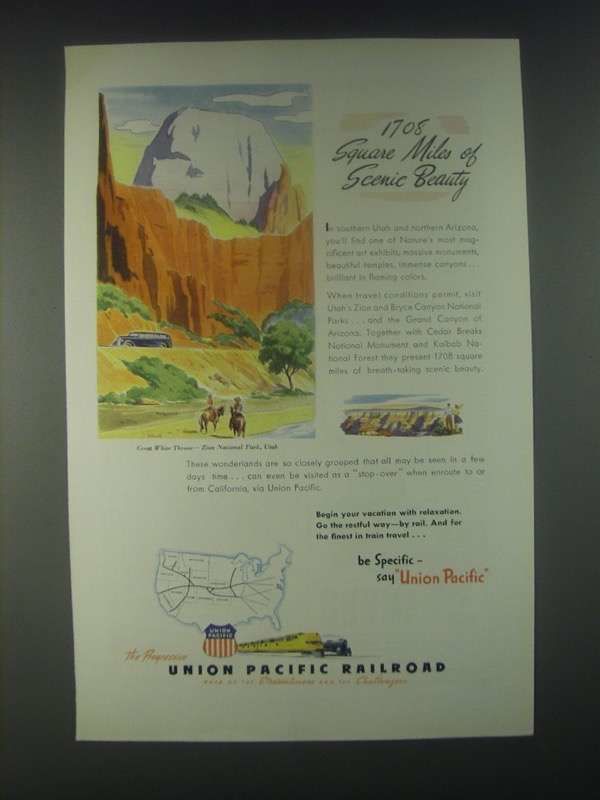 1708
Square Miles of
Scenic Beauty
In southern Utah and northern Arizona,
you'll find one of Nature's most mag-
nificent art exhibits, massive monuments,
beautiful temples, immense canyons . . .
brilliant in flaming colors.
When travel conditions permit, visit
Utah's Zion and Bryce Canyon National
Parks . . . and the Grand Canyon of
Arizona. Together with Cedar Breaks
National Monument and Kaibab Na-
tional Forest they present 1708 square
miles of breath-taking scenic beauty.
Great White Throne — Zion National Park, Utah
These wonderlands are so closely grouped that all may be seen in a few
days time . . . can even be visited as a "stop-over" when enroute to or
from California, via Union Pacific.
Begin your vacation with relaxation.
Go the restful way—by rail. And for
the finest in train travel . . .
be Specific –
say "Union Pacific"
UNION
PACIFIC
The Progressive
UNION PACIFIC RAILROAD
ROAD OF THE Streamliners AND THE Challengers